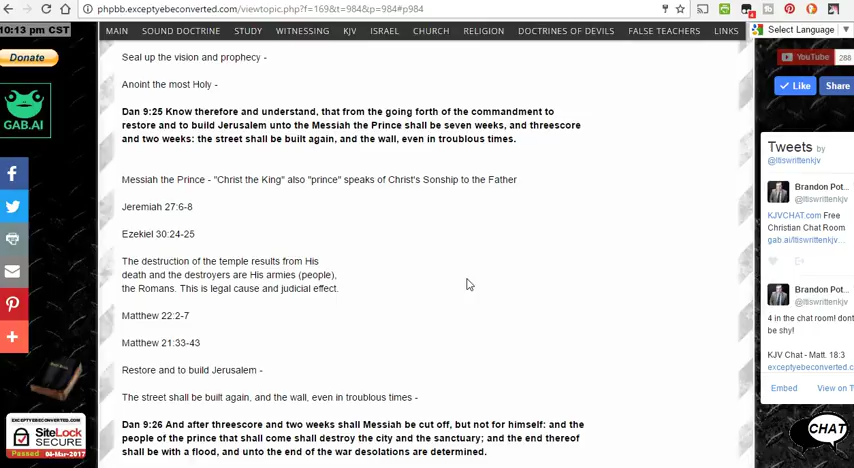 phpbb.exceptyebeconverted.com/viewtopic.php?f=169&t=984&p=984#p984
10:13 pm CST
MAIN SOUND DOCTRINE STUDY WITNESSING KJV ISRAEL CHURCH RELIGION DOCTRINES OF DEVILS FALSE TEACHERS LINKS
Select Language
Donate
GAB.AI
Seal up the vision and prophecy -
Anoint the most Holy -
Dan 9:25 Know therefore and understand, that from the going forth of the commandment to
restore and to build Jerusalem unto the Messiah the Prince shall be seven weeks, and threescore
and two weeks: the street shall be built again, and the wall, even in troublous times.
Messiah the Prince - "Christ the King" also "prince" speaks of Christ's Sonship to the Father
Jeremiah 27:6-8
Ezekiel 30:24-25
The destruction of the temple results from His
death and the destroyers are His armies (people),
the Romans. This is legal cause and judicial effect.
Matthew 22:2-7
Matthew 21:33-43
Restore and to build Jerusalem -
The street shall be built again, and the wall, even in troublous times -
Dan 9:26 And after threescore and two weeks shall Messiah be cut off, but not for himself: and the
people of the prince that shall come shall destroy the city and the sanctuary; and the end thereof
shall be with a flood, and unto the end of the war desolations are determined.
EXCEPTYEBECONVERTED.COM
SiteLock
SECURE
Passed 06-Mar-2017
YouTube 288
Like Share
Tweets by
@Itiswrittenkjv
Brandon Pot...
@Itiswrittenkjv
KJVCHAT.com Free
Christian Chat Room
gab.ai/Itiswrittenkjv…
Brandon Pot...
@Itiswrittenkjv
4 in the chat room! dont
be shy!
KJV Chat - Matt. 18:3
exceptyebeconverted.c
Embed View on T
CHAT